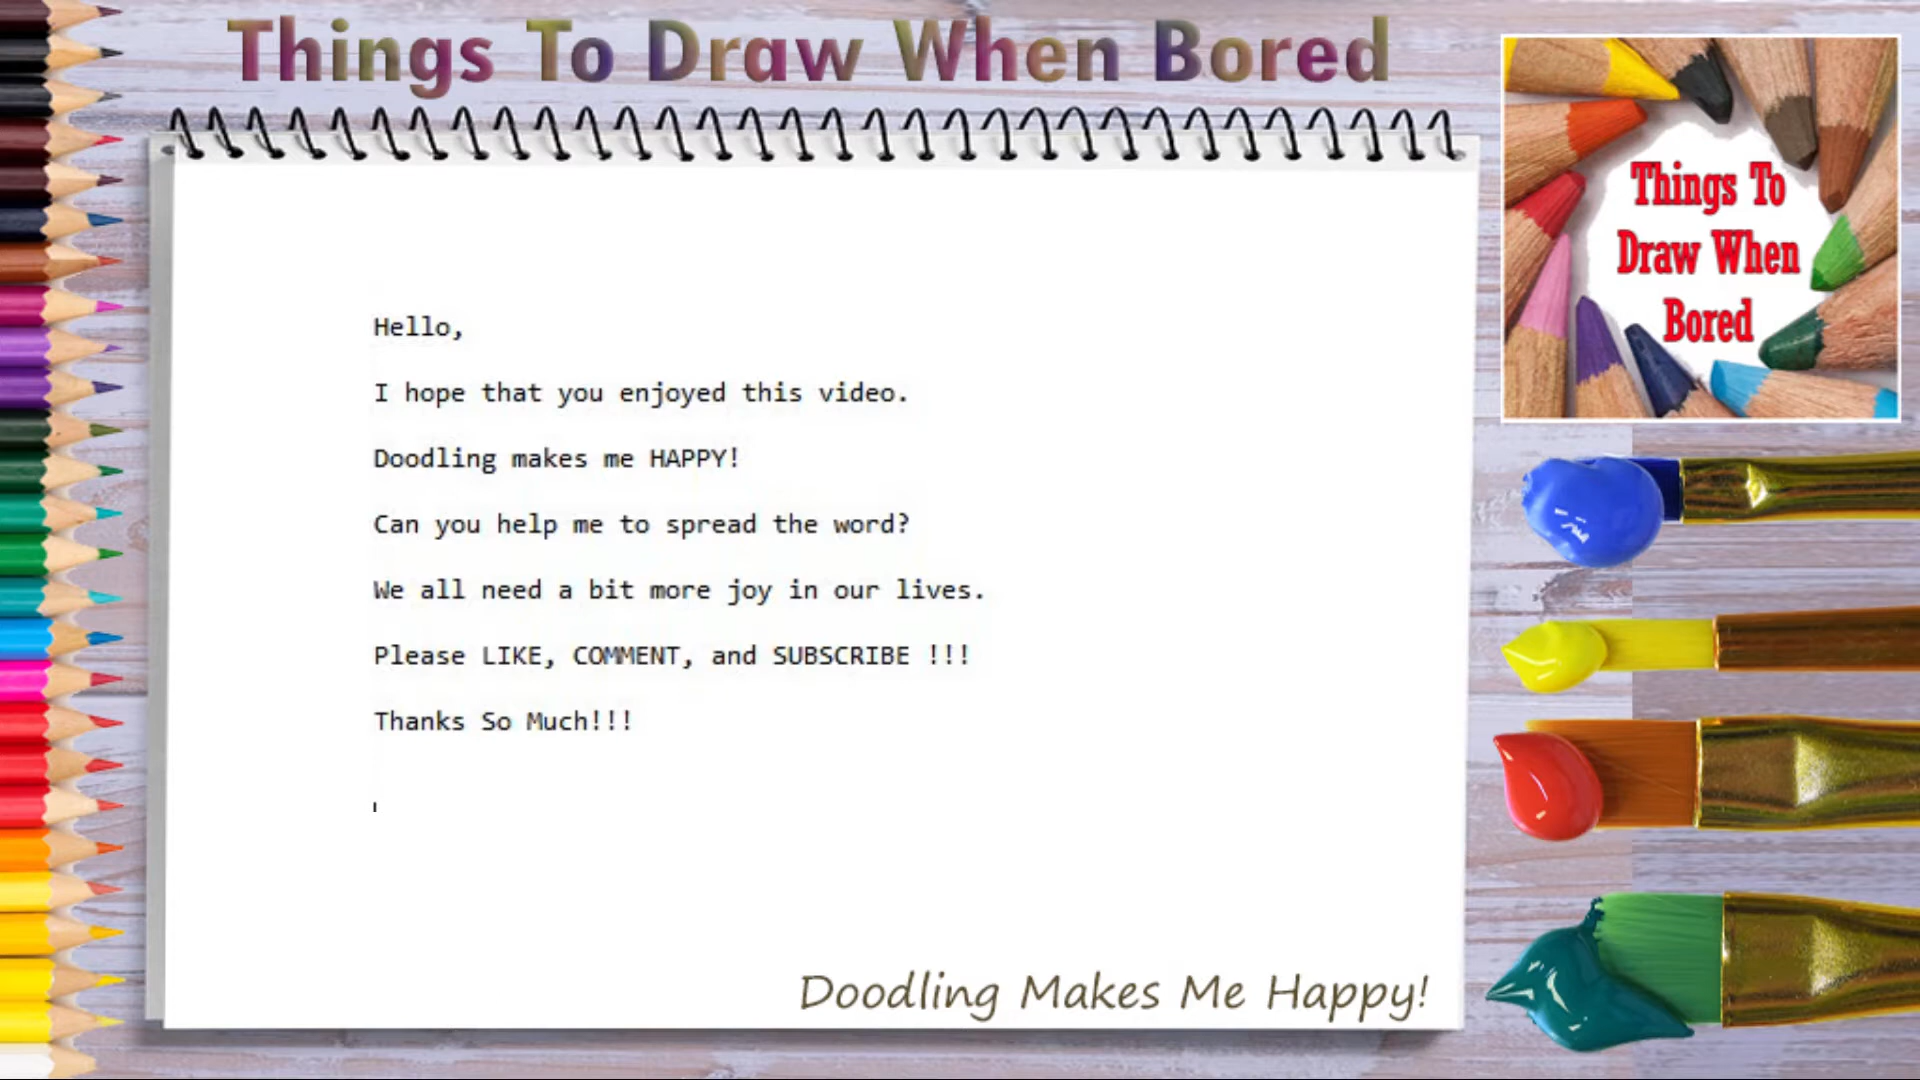 Things To Draw When Bored
Things To
Draw When
Bored
Hello,
I hope that you enjoyed this video.
Doodling makes me HAPPY!
Can you help me to spread the word?
We all need a bit more joy in our lives.
Please LIKE, COMMENT, and SUBSCRIBE !!!
Thanks So Much!!!
Doodling Makes Me Happy!